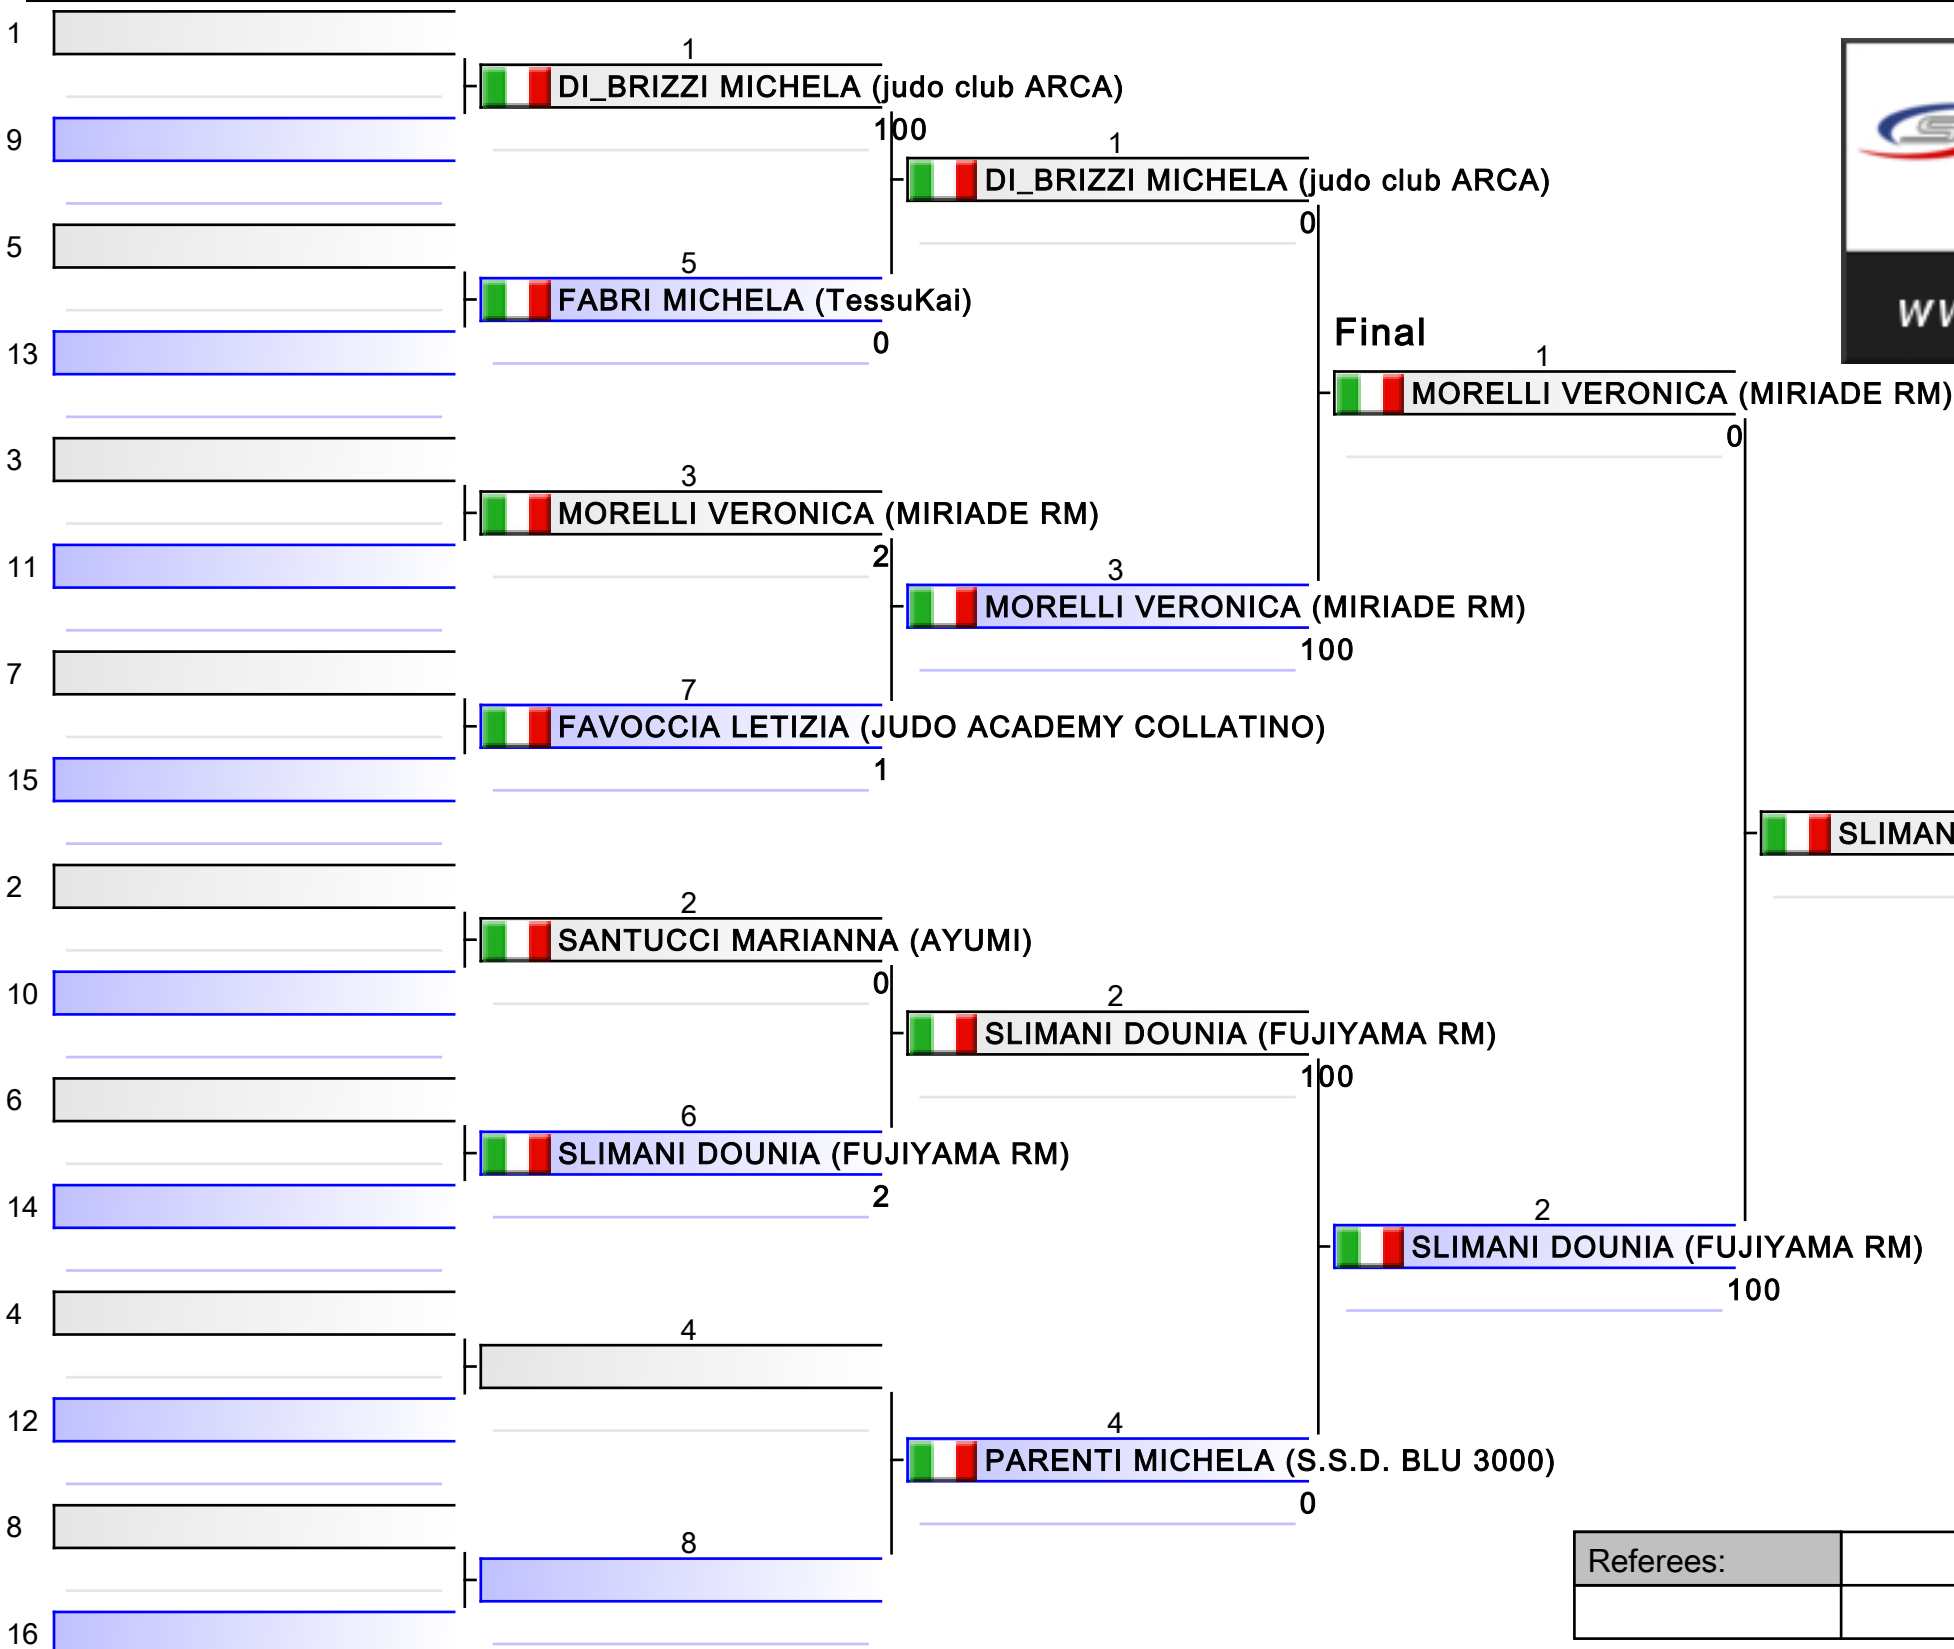 1
9
5
13
3
11
7
15
2
10
6
14
4
12
8
16
1
DI_BRIZZI MICHELA (judo club ARCA)
100
5
FABRI MICHELA (TessuKai)
0
3
MORELLI VERONICA (MIRIADE RM)
2
7
FAVOCCIA LETIZIA (JUDO ACADEMY COLLATINO)
1
2
SANTUCCI MARIANNA (AYUMI)
0
6
SLIMANI DOUNIA (FUJIYAMA RM)
2
4
8
1
DI_BRIZZI MICHELA (judo club ARCA)
0
3
MORELLI VERONICA (MIRIADE RM)
100
2
SLIMANI DOUNIA (FUJIYAMA RM)
100
4
PARENTI MICHELA (S.S.D. BLU 3000)
0
Final
1
MORELLI VERONICA (MIRIADE RM)
0
2
SLIMANI DOUNIA (FUJIYAMA RM)
100
SLIMAN
Referees: